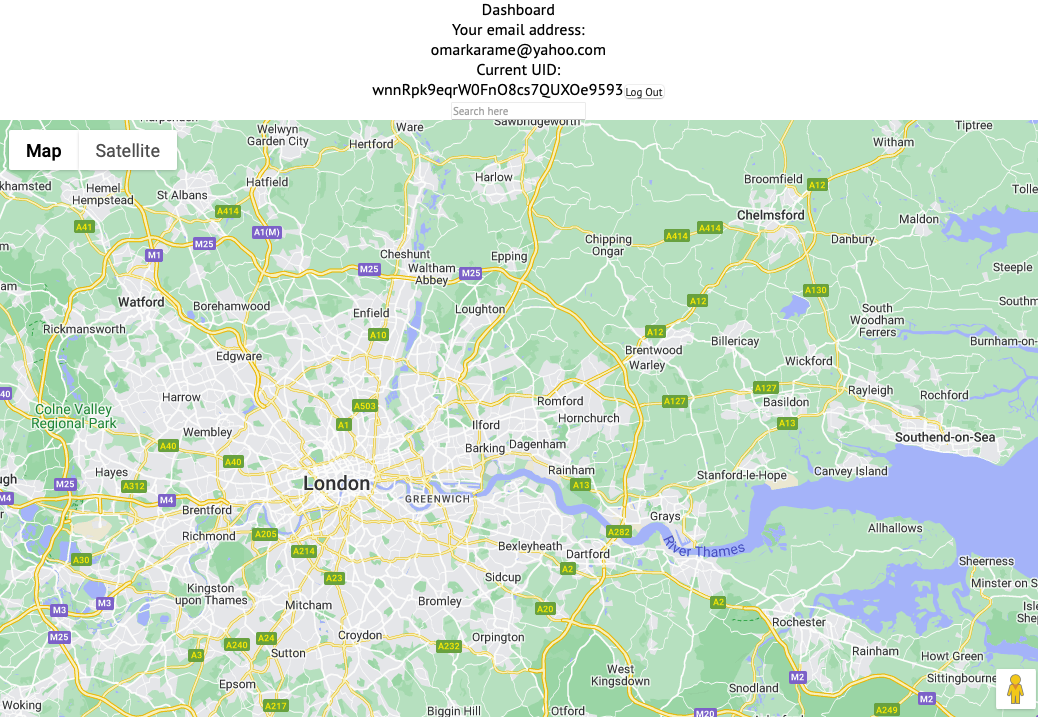 Dashboard
Your email address:
omarkarame@yahoo.com
Current UID:
wnnRpk9eqrW0FnO8cs7QUXOe9593 Log Out
Search here
Map Satellite
Harpenden
Welwyn
Garden City
Ware
Sawbridgeworth
Tiptree
Hertford
Witham
Harlow
khamsted
Hemel
Hempstead
St Albans
Hatfield
Broomfield
A12
Tolle
A41
A414
A1(M)
Chelmsford
Maldon
M25
M1
A414
A414
Chipping
Ongar
Danbury
m
Cheshunt
M25
Waltham
Abbey
M25
Epping
Steeple
am
Watford
Borehamwood
Enfield
Loughton
A12
A130
Southm
South
Woodham
Ferrers
Rickmansworth
A10
A12
Billericay
Burnham-on-
Edgware
Brentwood
Warley
Wickford
40
Harrow
A503
Romford
A127
A127
Basildon
Rayleigh
Rochford
Colne Valley
Regional Park
Wembley
A1
Ilford
Hornchurch
A13
A40
A40
Barking
Dagenham
Southend-on-Sea
ugh
Hayes
Rainham
Stanford-le-Hope
Canvey Island
M25
A312
London
A13
M4
M4
GREENWICH
r
Brentford
Grays
Richmond
A205
A282
Allhallows
A214
Bexleyheath
Dartford
River Thames
A30
A2
Sheerness
A23
Sidcup
Minster on S
Kingston
upon Thames
Mitcham
Bromley
A2
Isle
Shep
M3
M3
A20
Rochester
M25
A240
A24
Croydon
A232
Orpington
A3
Sutton
Rainham
Howt Green
Epsom
West
Kingsdown
Snodland
M2
Sittingbourne
Woking
A217
Biggin Hill
Otford
M20
M2
A249